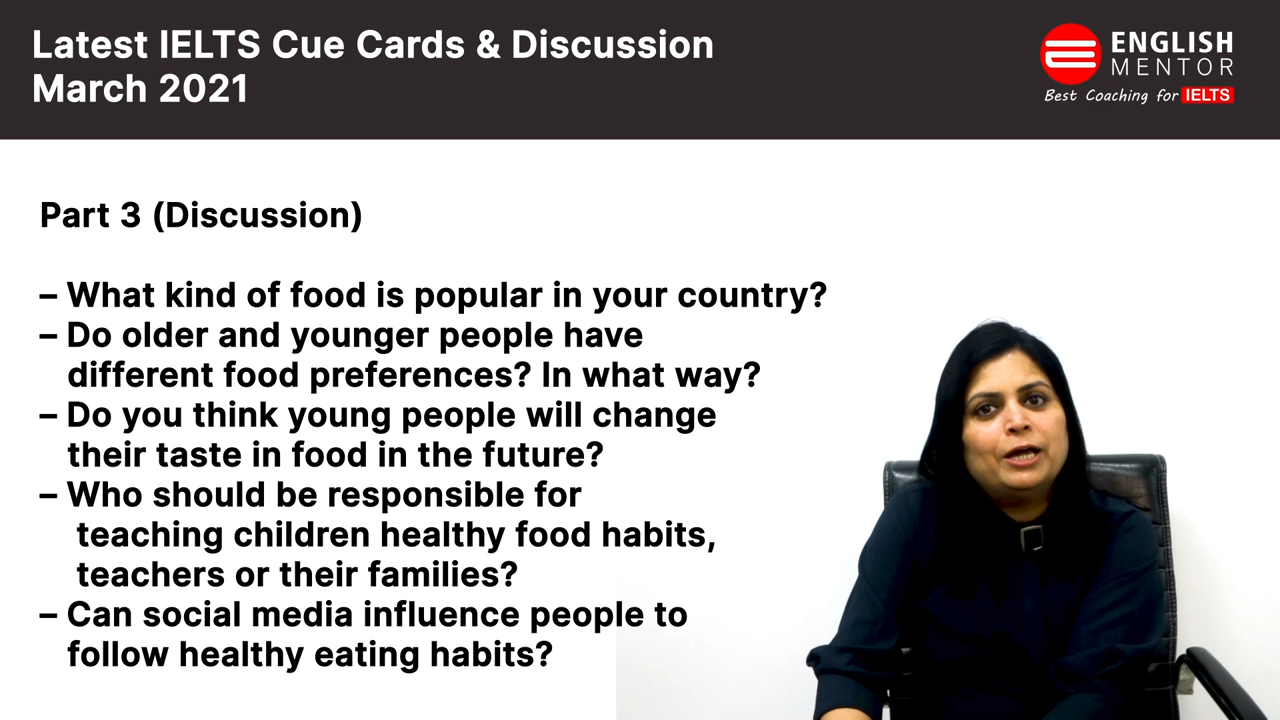 Latest IELTS Cue Cards & Discussion
March 2021
ENGLISH
MENTOR
Best Coaching for IELTS
Part 3 (Discussion)
– What kind of food is popular in your country?
– Do older and younger people have
different food preferences? In what way?
– Do you think young people will change
their taste in food in the future?
– Who should be responsible for
teaching children healthy food habits,
teachers or their families?
– Can social media influence people to
follow healthy eating habits?